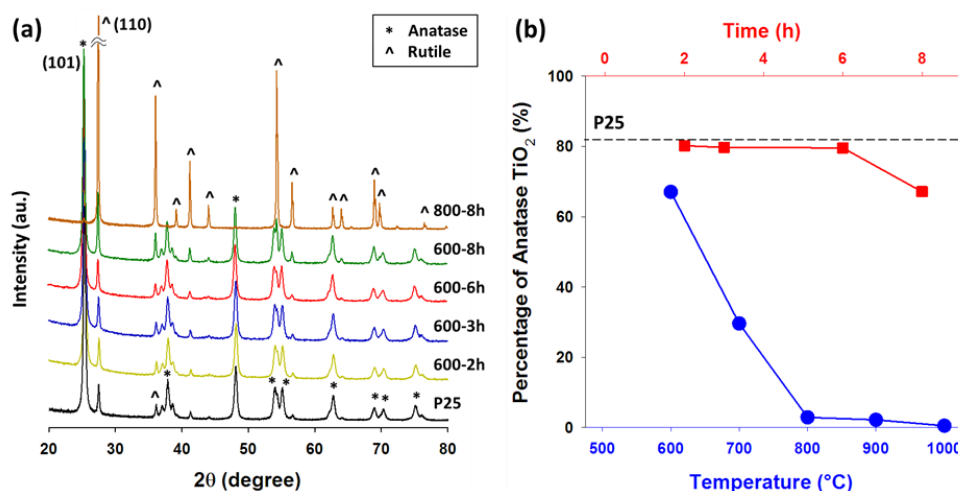 (a)
^ (110)
* (101)
* Anatase
^ Rutile
^ ^ ^ ^ ^ ^ ^ ^ ^ ^ ^
*
800-8h
600-8h
600-6h
600-3h
600-2h
P25
^ * * * * * * *
Intensity (au.)
20 30 40 50 60 70 80
2θ (degree)
(b)
Time (h)
0 2 4 6 8
P25
Percentage of Anatase TiO₂ (%)
100
80
60
40
20
0
500 600 700 800 900 1000
Temperature (°C)